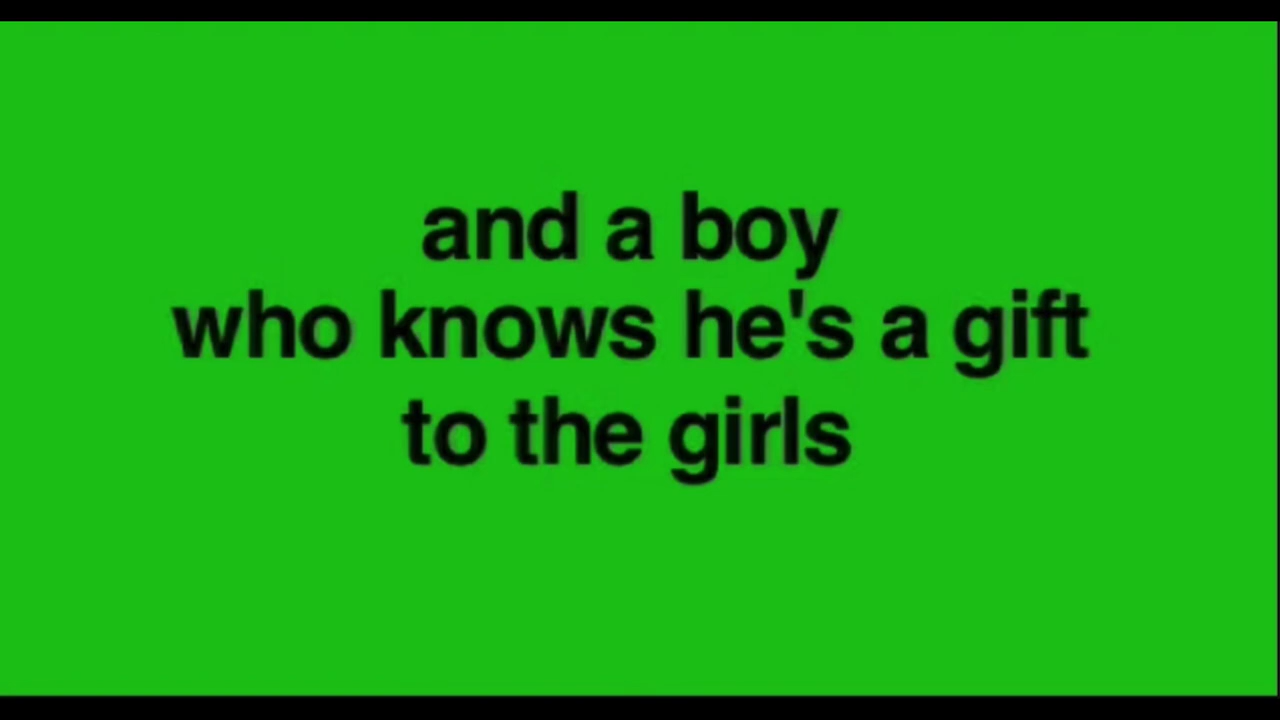 and a boy
who knows he's a gift
to the girls